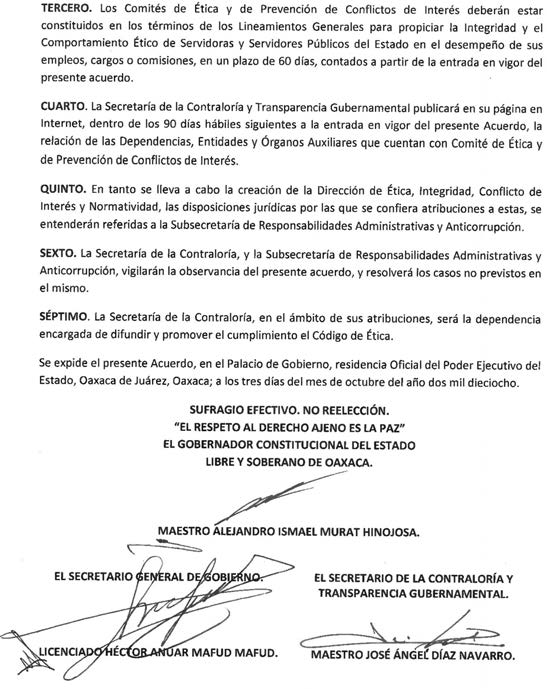 TERCERO. Los Comités de Ética y de Prevención de Conflictos de Interés deberán estar
constituidos en los términos de los Lineamientos Generales para propiciar la Integridad y el
Comportamiento Ético de Servidoras y Servidores Públicos del Estado en el desempeño de sus
empleos, cargos o comisiones, en un plazo de 60 días, contados a partir de la entrada en vigor del
presente acuerdo.
CUARTO. La Secretaría de la Contraloría y Transparencia Gubernamental publicará en su página en
Internet, dentro de los 90 días hábiles siguientes a la entrada en vigor del presente Acuerdo, la
relación de las Dependencias, Entidades y Órganos Auxiliares que cuentan con Comité de Ética y
de Prevención de Conflictos de Interés.
QUINTO. En tanto se lleva a cabo la creación de la Dirección de Ética, Integridad, Conflicto de
Interés y Normatividad, las disposiciones jurídicas por las que se confiera atribuciones a estas, se
entenderán referidas a la Subsecretaría de Responsabilidades Administrativas y Anticorrupción.
SEXTO. La Secretaría de la Contraloría, y la Subsecretaría de Responsabilidades Administrativas y
Anticorrupción, vigilarán la observancia del presente acuerdo, y resolverá los casos no previstos en
el mismo.
SÉPTIMO. La Secretaría de la Contraloría, en el ámbito de sus atribuciones, será la dependencia
encargada de difundir y promover el cumplimiento el Código de Ética.
Se expide el presente Acuerdo, en el Palacio de Gobierno, residencia Oficial del Poder Ejecutivo del
Estado, Oaxaca de Juárez, Oaxaca; a los tres días del mes de octubre del año dos mil dieciocho.
SUFRAGIO EFECTIVO. NO REELECCIÓN.
"EL RESPETO AL DERECHO AJENO ES LA PAZ"
EL GOBERNADOR CONSTITUCIONAL DEL ESTADO
LIBRE Y SOBERANO DE OAXACA.
MAESTRO ALEJANDRO ISMAEL MURAT HINOJOSA.
EL SECRETARIO GENERAL DE GOBIERNO.
LICENCIADO HÉCTOR ANUAR MAFUD MAFUD.
EL SECRETARIO DE LA CONTRALORÍA Y
TRANSPARENCIA GUBERNAMENTAL.
MAESTRO JOSÉ ÁNGEL DÍAZ NAVARRO.